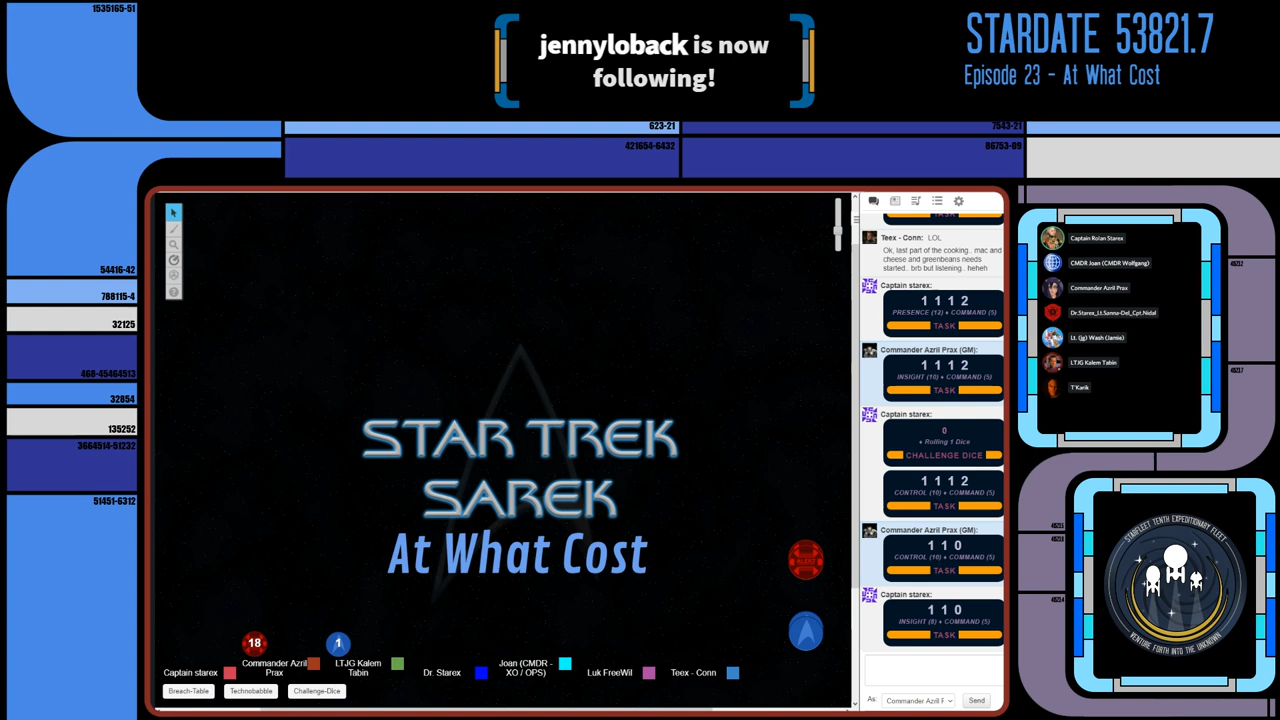 1535165-51
jennyloback is now
following!
STARDATE 53821.7
Episode 23 - At What Cost
623-21
7543-21
421654-6432
86753-09
54416-42
768115-4
32125
468-45464513
32854
135252
3664514-51232
51451-6312
STAR TREK
SAREK
At What Cost
ALERT
18
1
Captain starex
Commander Azril
Prax
LTJG Kalem
Tabin
Dr. Starex
Joan (CMDR -
XO / OPS)
Luk FreeWil
Teex - Conn
Breach-Table
Technobabble
Challenge-Dice
TASK
Teex - Conn: LOL
Ok, last part of the cooking.. mac and
cheese and greenbeans needs
started.. brb but listening.. heheh
Captain starex:
1 1 1 2
PRESENCE (12) + COMMAND (5)
TASK
Commander Azril Prax (GM):
1 1 1 2
INSIGHT (10) + COMMAND (5)
TASK
Captain starex:
0
+ Rolling 1 Dice
CHALLENGE DICE
1 1 1 2
CONTROL (10) + COMMAND (5)
TASK
Commander Azril Prax (GM):
1 1 0
CONTROL (10) + COMMAND (5)
TASK
Captain starex:
1 1 0
INSIGHT (8) + COMMAND (5)
TASK
As:
Commander Azril F
Send
Captain Rolan Starex
CMDR Joan (CMDR Wolfgang)
Commander Azril Prax
Dr.Starex_Lt.Sanna-Del_Cpt.Nidal
Lt. (jg) Wash (Jamie)
LTJG Kalem Tabin
T'Karik
STARFLEET TENTH EXPEDITIONARY FLEET
VENTURE FORTH INTO THE UNKNOWN